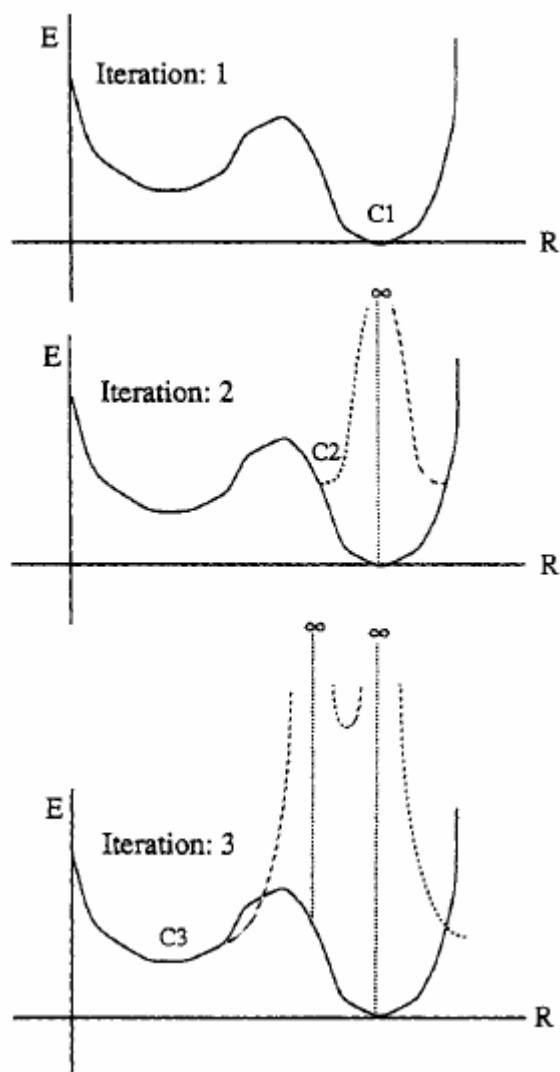 E
Iteration: 1
C1
R
∞
E
Iteration: 2
C2
R
∞ ∞
E
Iteration: 3
C3
R